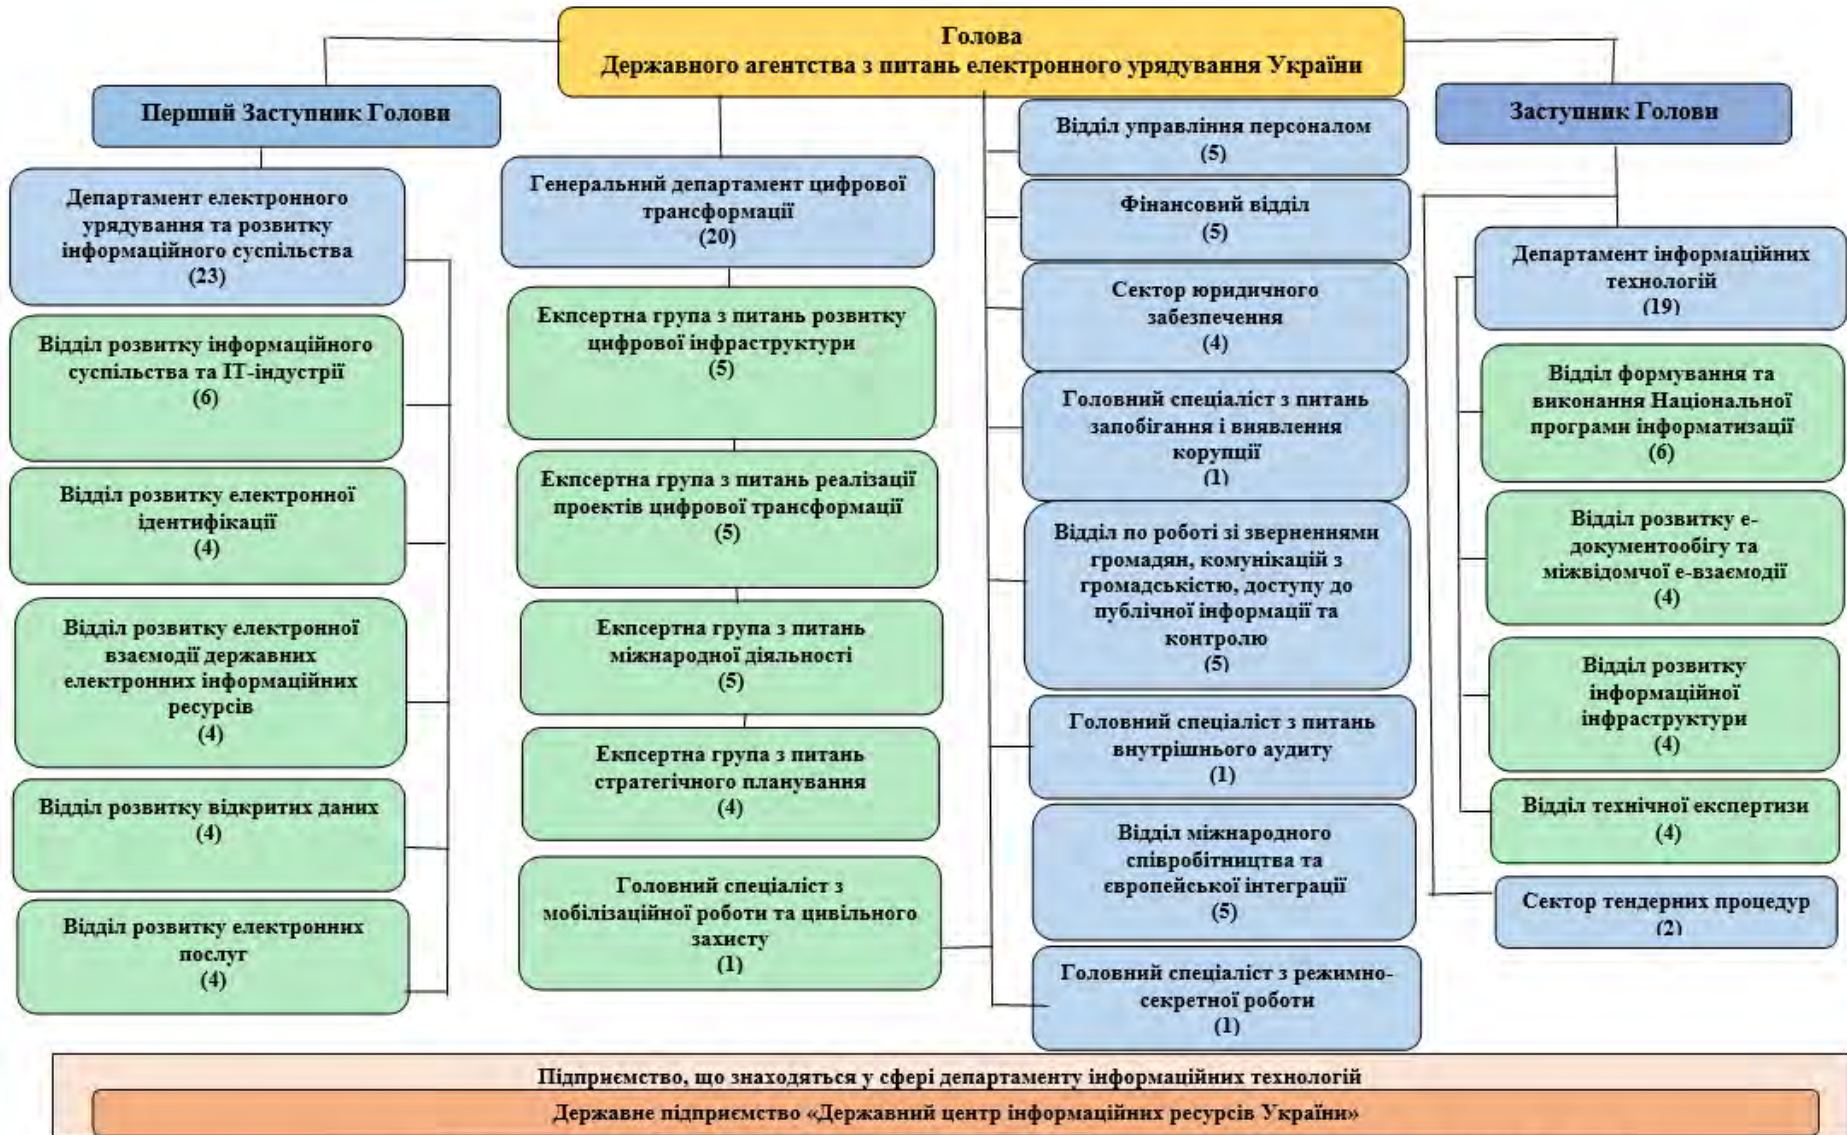 Голова
Державного агентства з питань електронного урядування України
Перший Заступник Голови
Заступник Голови
Департамент електронного
урядування та розвитку
інформаційного суспільства
(23)
Відділ розвитку інформаційного
суспільства та ІТ-індустрії
(6)
Відділ розвитку електронної
ідентифікації
(4)
Відділ розвитку електронної
взаємодії державних
електронних інформаційних
ресурсів
(4)
Відділ розвитку відкритих даних
(4)
Відділ розвитку електронних
послуг
(4)
Генеральний департамент цифрової
трансформації
(20)
Екпсертна група з питань розвитку
цифрової інфраструктури
(5)
Екпсертна група з питань реалізації
проектів цифрової трансформації
(5)
Екпсертна група з питань
міжнародної діяльності
(5)
Екпсертна група з питань
стратегічного планування
(4)
Головний спеціаліст з
мобілізаційної роботи та цивільного
захисту
(1)
Відділ управління персоналом
(5)
Фінансовий відділ
(5)
Сектор юридичного
забезпечення
(4)
Головний спеціаліст з питань
запобігання і виявлення
корупції
(1)
Відділ по роботі зі зверненнями
громадян, комунікацій з
громадськістю, доступу до
публічної інформації та
контролю
(5)
Головний спеціаліст з питань
внутрішнього аудиту
(1)
Відділ міжнародного
співробітництва та
європейської інтеграції
(5)
Головний спеціаліст з режимно-
секретної роботи
(1)
Департамент інформаційних
технологій
(19)
Відділ формування та
виконання Національної
програми інформатизації
(6)
Відділ розвитку е-
документообігу та
міжвідомчої е-взаємодії
(4)
Відділ розвитку
інформаційної
інфраструктури
(4)
Відділ технічної експертизи
(4)
Сектор тендерних процедур
(2)
Підприємство, що знаходяться у сфері департаменту інформаційних технологій
Державне підприємство «Державний центр інформаційних ресурсів України»